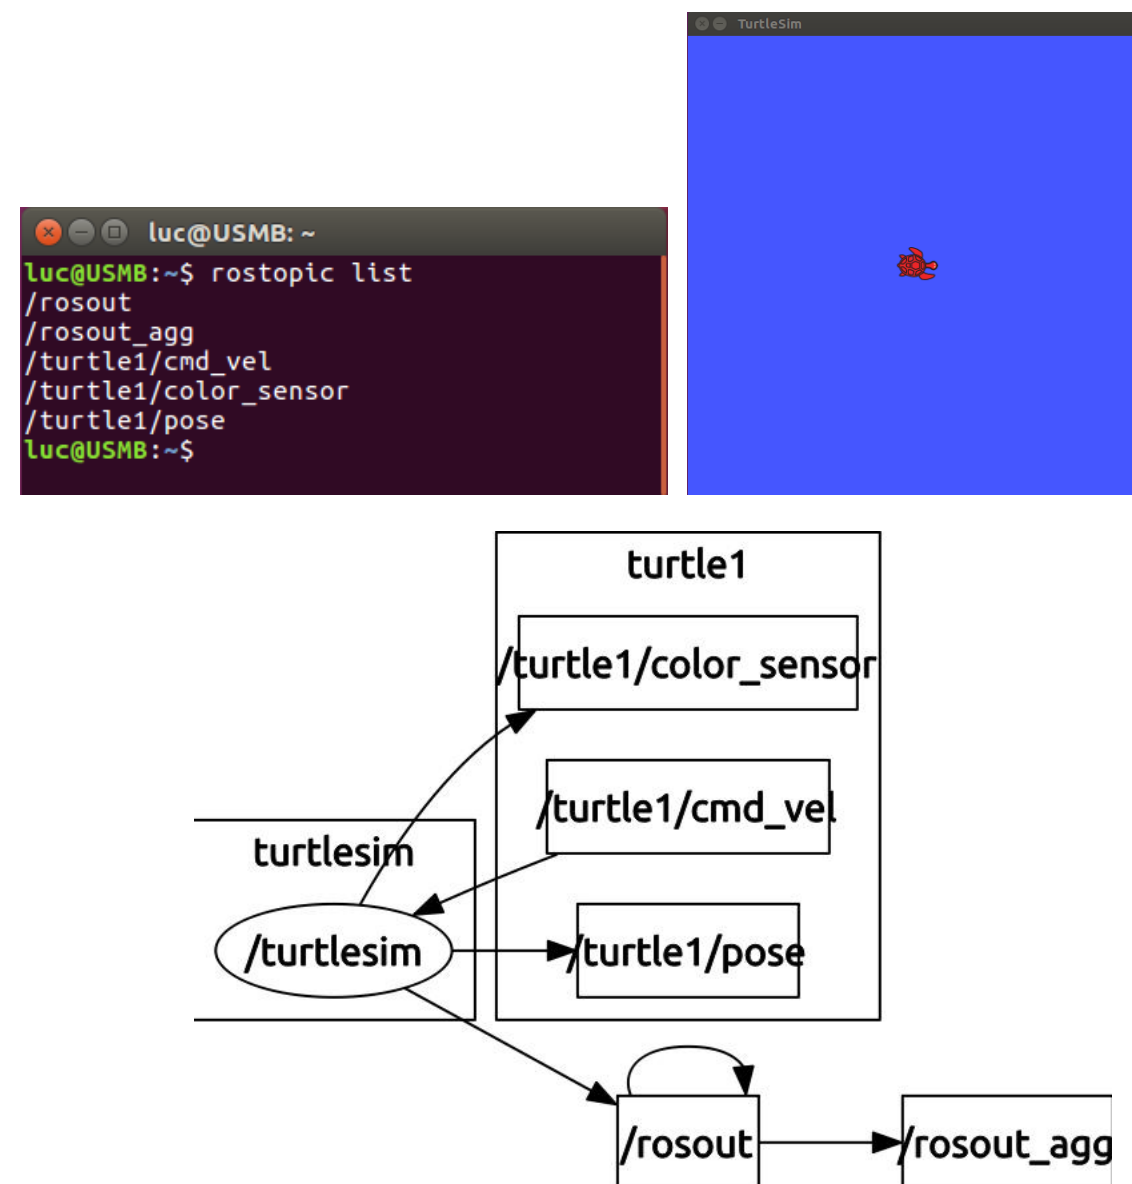 TurtleSim
luc@USMB: ~
luc@USMB:~$ rostopic list
/rosout
/rosout_agg
/turtle1/cmd_vel
/turtle1/color_sensor
/turtle1/pose
luc@USMB:~$
turtle1
/turtle1/color_sensor
/turtle1/cmd_vel
turtlesim
/turtlesim
/turtle1/pose
/rosout
/rosout_agg